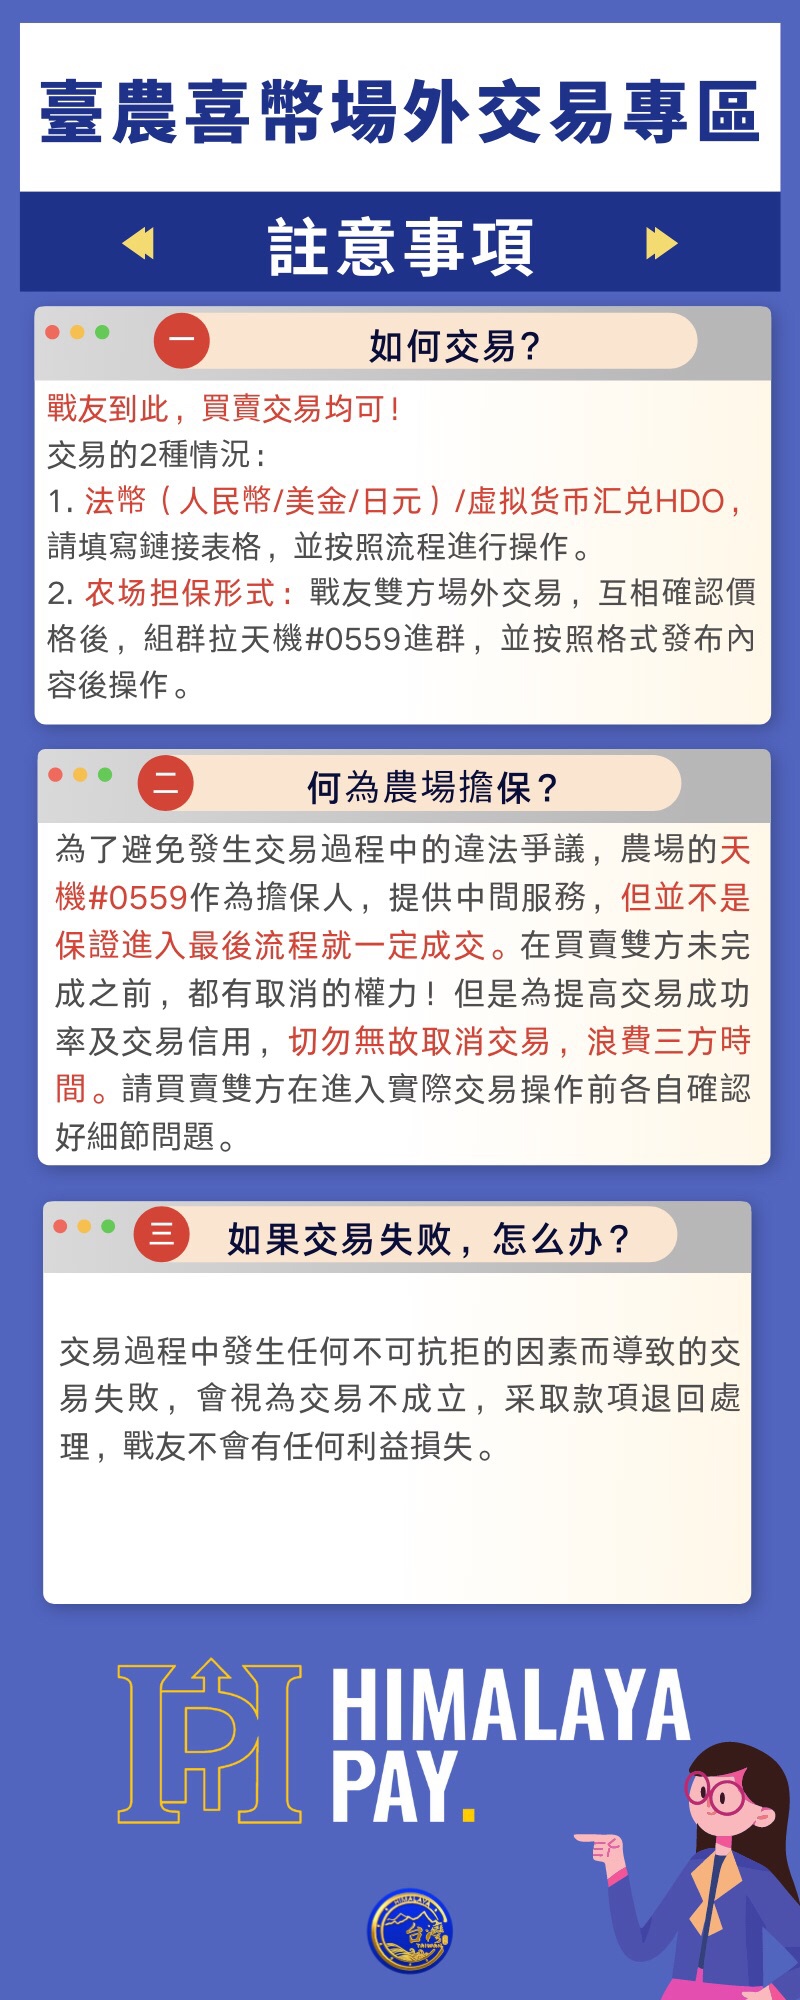 臺農喜幣場外交易專區
註意事項
一
如何交易?
戰友到此，買賣交易均可！
交易的2種情況：
1. 法幣（人民幣/美金/日元）/虚拟货币汇兑HDO，
請填寫鏈接表格，並按照流程進行操作。
2. 农场担保形式：戰友雙方場外交易，互相確認價
格後，組群拉天機#0559進群，並按照格式發布內
容後操作。
二
何為農場擔保？
為了避免發生交易過程中的違法爭議，農場的天
機#0559作為擔保人，提供中間服務，但並不是
保證進入最後流程就一定成交。在買賣雙方未完
成之前，都有取消的權力！但是為提高交易成功
率及交易信用，切勿無故取消交易，浪費三方時
間。請買賣雙方在進入實際交易操作前各自確認
好細節問題。
三
如果交易失败，怎么办？
交易過程中發生任何不可抗拒的因素而導致的交
易失敗，會視為交易不成立，采取款項退回處
理，戰友不會有任何利益損失。
HIMALAYA
PAY.
HIMALAYA
台灣
TAIWAN